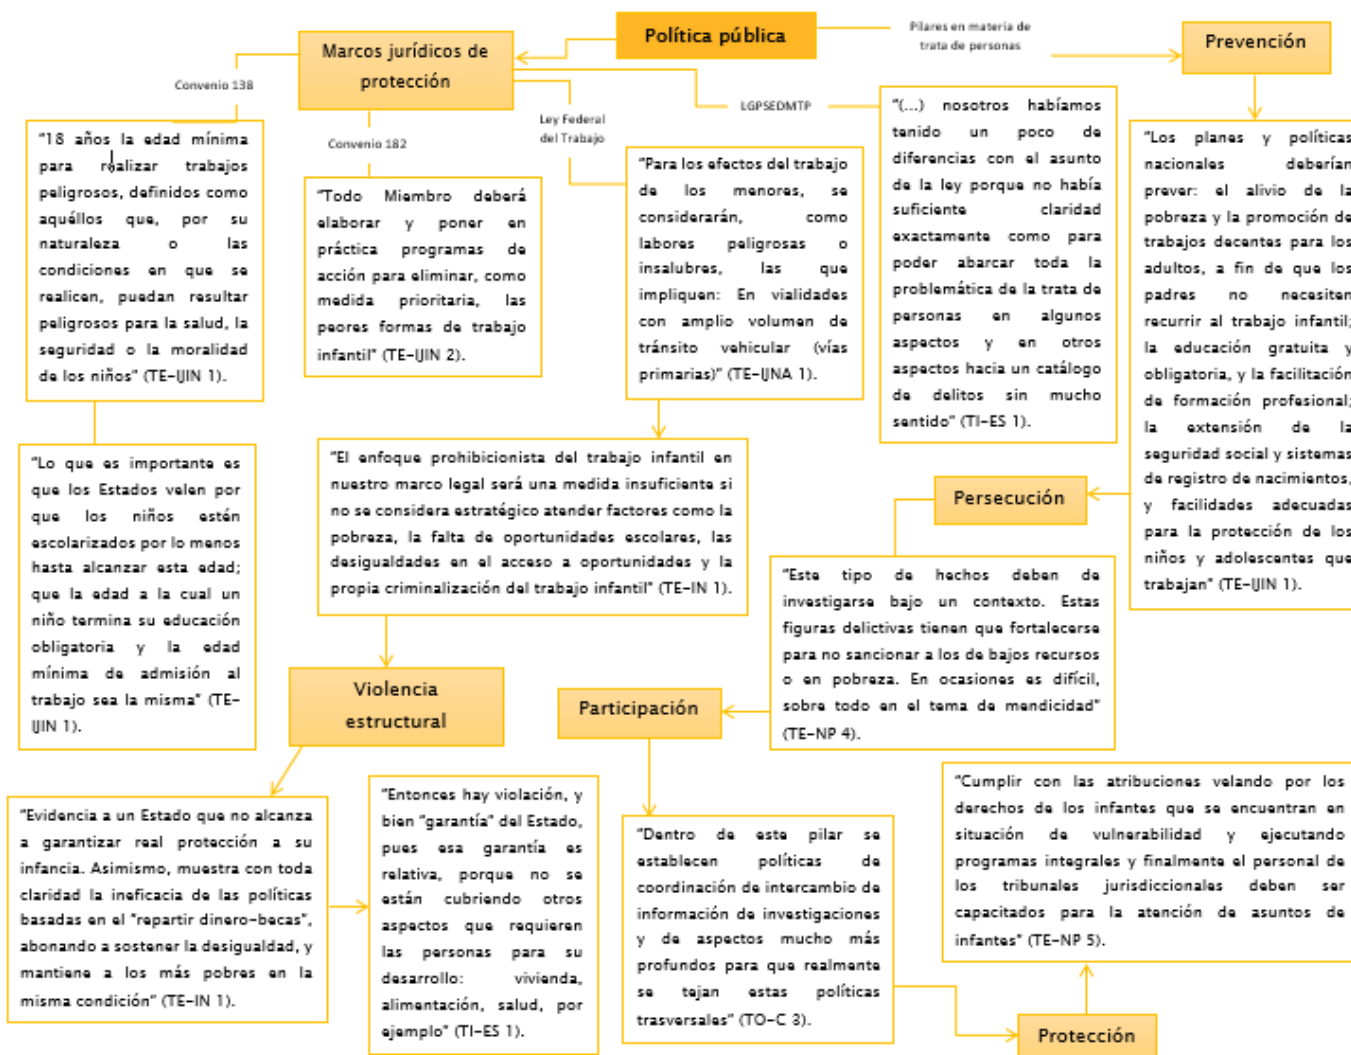 Política pública
Pilares en materia de
trata de personas
Prevención
Marcos jurídicos de
protección
Convenio 138
Convenio 182
Ley Federal
del Trabajo
LGPSEDMTP
"18 años la edad mínima
para realizar trabajos
peligrosos, definidos como
aquéllos que, por su
naturaleza o las
condiciones en que se
realicen, puedan resultar
peligrosos para la salud, la
seguridad o la moralidad
de los niños" (TE-IJIN 1).
"Todo Miembro deberá
elaborar y poner en
práctica programas de
acción para eliminar, como
medida prioritaria, las
peores formas de trabajo
infantil" (TE-IJIN 2).
"Para los efectos del trabajo
de los menores, se
considerarán, como
labores peligrosas o
insalubres, las que
impliquen: En vialidades
con amplio volumen de
tránsito vehicular (vías
primarias)" (TE-IJNA 1).
"(...) nosotros habíamos
tenido un poco de
diferencias con el asunto
de la ley porque no había
suficiente claridad
exactamente como para
poder abarcar toda la
problemática de la trata de
personas en algunos
aspectos y en otros
aspectos hacia un catálogo
de delitos sin mucho
sentido" (TI-ES 1).
"Los planes y políticas
nacionales deberían
prever: el alivio de la
pobreza y la promoción de
trabajos decentes para los
adultos, a fin de que los
padres no necesiten
recurrir al trabajo infantil;
la educación gratuita y
obligatoria, y la facilitación
de formación profesional;
la extensión de la
seguridad social y sistemas
de registro de nacimientos,
y facilidades adecuadas
para la protección de los
niños y adolescentes que
trabajan" (TE-IJIN 1).
"Lo que es importante es
que los Estados velen por
que los niños estén
escolarizados por lo menos
hasta alcanzar esta edad;
que la edad a la cual un
niño termina su educación
obligatoria y la edad
mínima de admisión al
trabajo sea la misma" (TE-
IJIN 1).
"El enfoque prohibicionista del trabajo infantil en
nuestro marco legal será una medida insuficiente si
no se considera estratégico atender factores como la
pobreza, la falta de oportunidades escolares, las
desigualdades en el acceso a oportunidades y la
propia criminalización del trabajo infantil" (TE-IN 1).
Persecución
"Este tipo de hechos deben de
investigarse bajo un contexto. Estas
figuras delictivas tienen que fortalecerse
para no sancionar a los de bajos recursos
o en pobreza. En ocasiones es difícil,
sobre todo en el tema de mendicidad"
(TE-NP 4).
Violencia
estructural
Participación
"Evidencia a un Estado que no alcanza
a garantizar real protección a su
infancia. Asimismo, muestra con toda
claridad la ineficacia de las políticas
basadas en el "repartir dinero-becas",
abonando a sostener la desigualdad, y
mantiene a los más pobres en la
misma condición" (TE-IN 1).
"Entonces hay violación, y
bien "garantía" del Estado,
pues esa garantía es
relativa, porque no se
están cubriendo otros
aspectos que requieren
las personas para su
desarrollo: vivienda,
alimentación, salud, por
ejemplo" (TI-ES 1).
"Dentro de este pilar se
establecen políticas de
coordinación de intercambio de
información de investigaciones
y de aspectos mucho más
profundos para que realmente
se tejan estas políticas
trasversales" (TO-C 3).
"Cumplir con las atribuciones velando por los
derechos de los infantes que se encuentran en
situación de vulnerabilidad y ejecutando
programas integrales y finalmente el personal de
los tribunales jurisdiccionales deben ser
capacitados para la atención de asuntos de
infantes" (TE-NP 5).
Protección